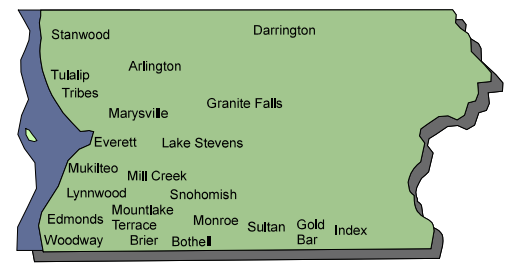 Stanwood
Darrington
Arlington
Tulalip
Tribes
Granite Falls
Marysville
Everett
Lake Stevens
Mukilteo
Mill Creek
Lynnwood
Snohomish
Mountlake
Terrace
Edmonds
Monroe
Sultan
Gold
Bar
Index
Woodway
Brier
Bothell